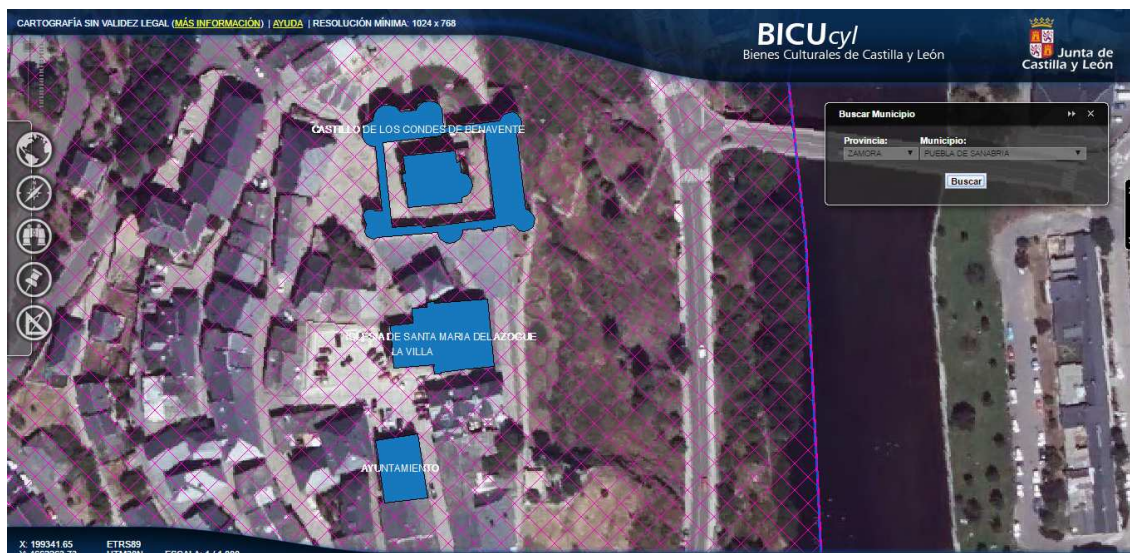 CARTOGRAFÍA SIN VALIDEZ LEGAL (MÁS INFORMACIÓN) | AYUDA | RESOLUCIÓN MÍNIMA: 1024 x 768
BICUcyl
Bienes Culturales de Castilla y León
Junta de
Castilla y León
Buscar Municipio
Provincia: Municipio:
ZAMORA PUEBLA DE SANABRIA
Buscar
CASTILLO DE LOS CONDES DE BENAVENTE
IGLESIA DE SANTA MARIA DEL AZOGUE
LA VILLA
AYUNTAMIENTO
X: 199341.65 ETRS89